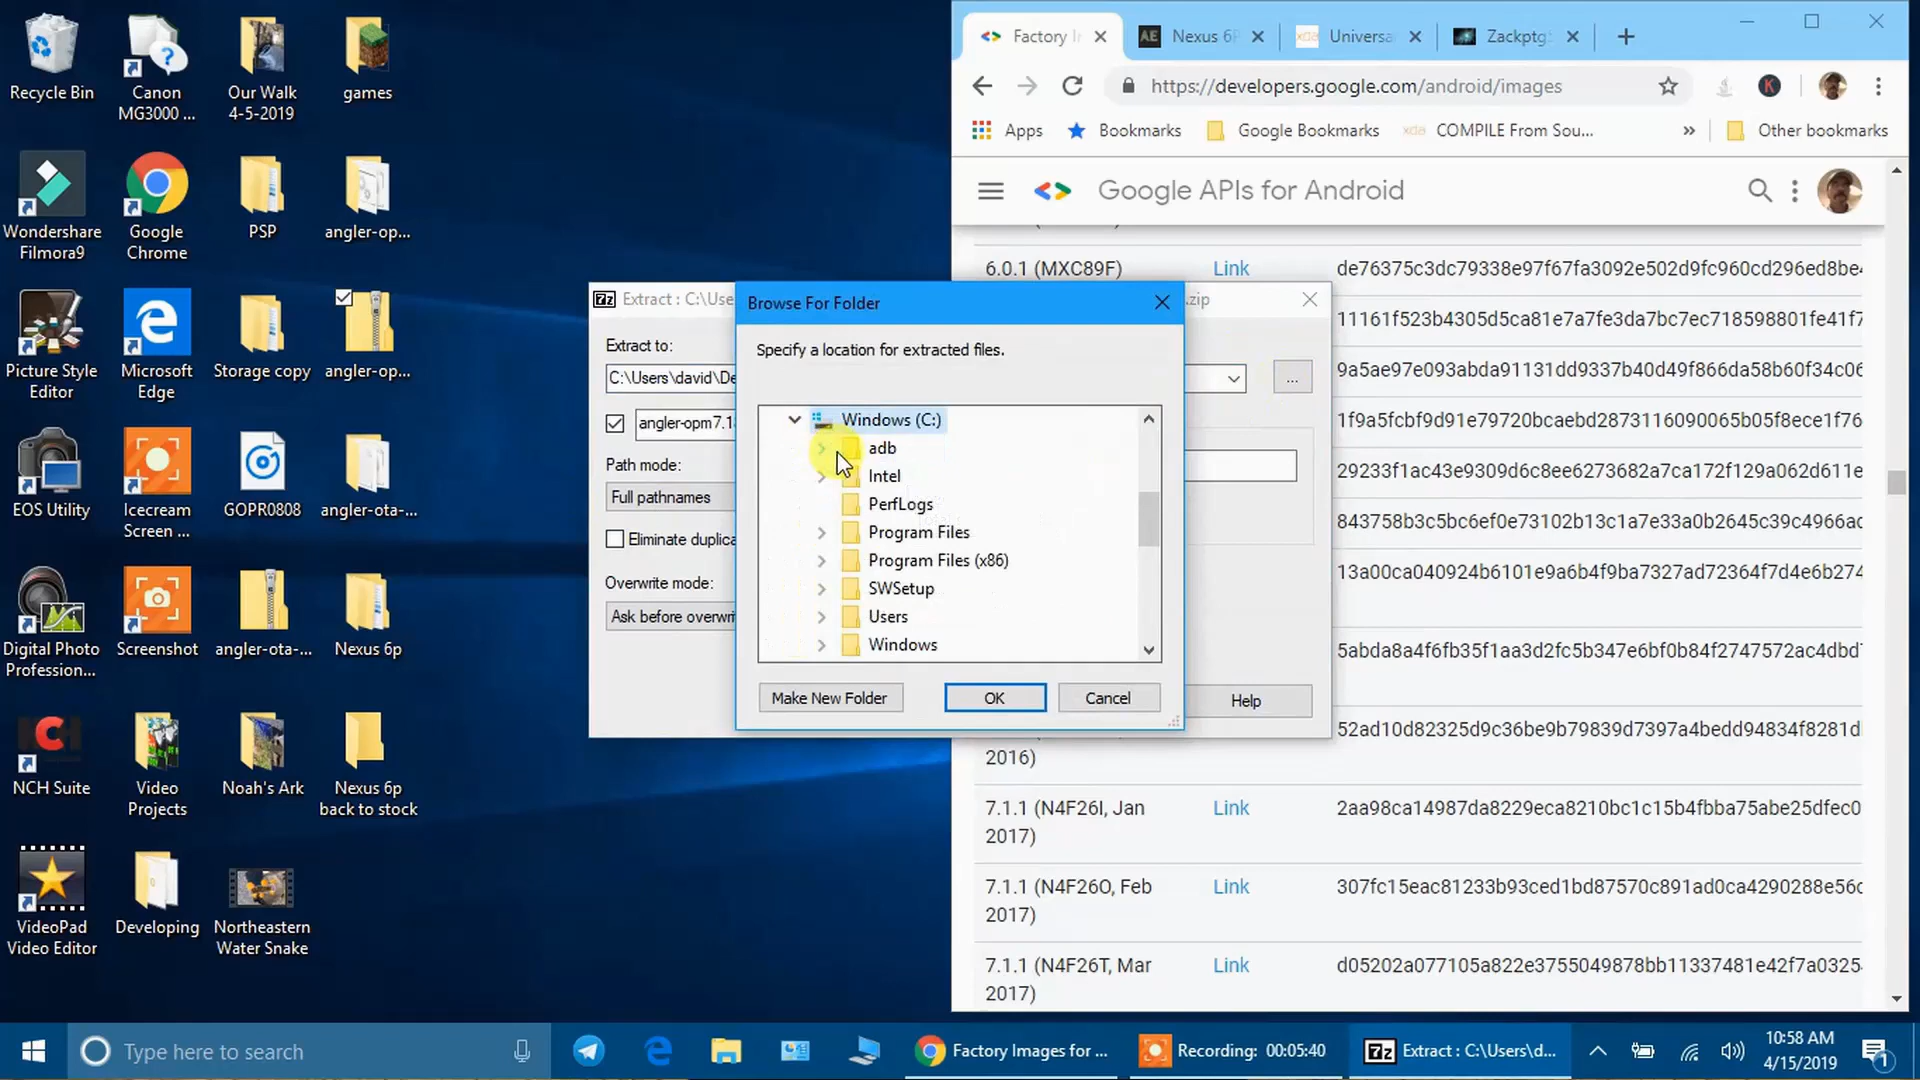 Recycle Bin
Canon
MG3000 ...
Our Walk
4-5-2019
games
Wondershare
Filmora9
Google
Chrome
PSP
angler-op...
Picture Style
Editor
Microsoft
Edge
Storage copy
angler-op...
EOS Utility
Icecream
Screen ...
GOPR0808
angler-ota-...
Digital Photo
Profession...
Screenshot
angler-ota-...
Nexus 6p
NCH Suite
Video
Projects
Noah's Ark
Nexus 6p
back to stock
VideoPad
Video Editor
Developing
Northeastern
Water Snake
Factory I
AE Nexus 6P
xda Universa
Zackptg
https://developers.google.com/android/images
K
Apps
Bookmarks
Google Bookmarks
xda COMPILE From Sou...
»
Other bookmarks
Google APIs for Android
6.0.1 (MXC89F) Link de76375c3dc79338e97f67fa3092e502d9fc960cd296ed8be4
11161f523b4305d5ca81e7a7fe3da7bc7ec718598801fe41f7
9a5ae97e093abda91131dd9337b40d49f866da58b60f34c06
1f9a5fcbf9d91e79720bcaebd2873116090065b05f8ece1f76
29233f1ac43e9309d6c8ee6273682a7ca172f129a062d611e
843758b3c5bc6ef0e73102b13c1a7e33a0b2645c39c4966ac
13a00ca040924b6101e9a6b4f9ba7327ad72364f7d4e6b274
5abda8a4f6fb35f1aa3d2fc5b347e6bf0b84f2747572ac4dbd
52ad10d82325d9c36be9b79839d7397a4bedd94834f8281d
2016)
7.1.1 (N4F26I, Jan
2017)
Link 2aa98ca14987da8229eca8210bc1c15b4fbba75abe25dfec0
7.1.1 (N4F26O, Feb
2017)
Link 307fc15eac81233b93ced1bd87570c891ad0ca4290288e56c
7.1.1 (N4F26T, Mar
2017)
Link d05202a077105a822e3755049878bb11337481e42f7a0325
7z Extract : C:\Use
.zip
Extract to:
C:\Users\david\De
...
angler-opm7.1
Path mode:
Full pathnames
Eliminate duplica
Overwrite mode:
Ask before overwri
Help
Browse For Folder
Specify a location for extracted files.
Windows (C:)
adb
Intel
PerfLogs
Program Files
Program Files (x86)
SWSetup
Users
Windows
Make New Folder
OK
Cancel
Type here to search
Factory Images for ...
Recording: 00:05:40
7z Extract : C:\Users\d...
10:58 AM
4/15/2019
1